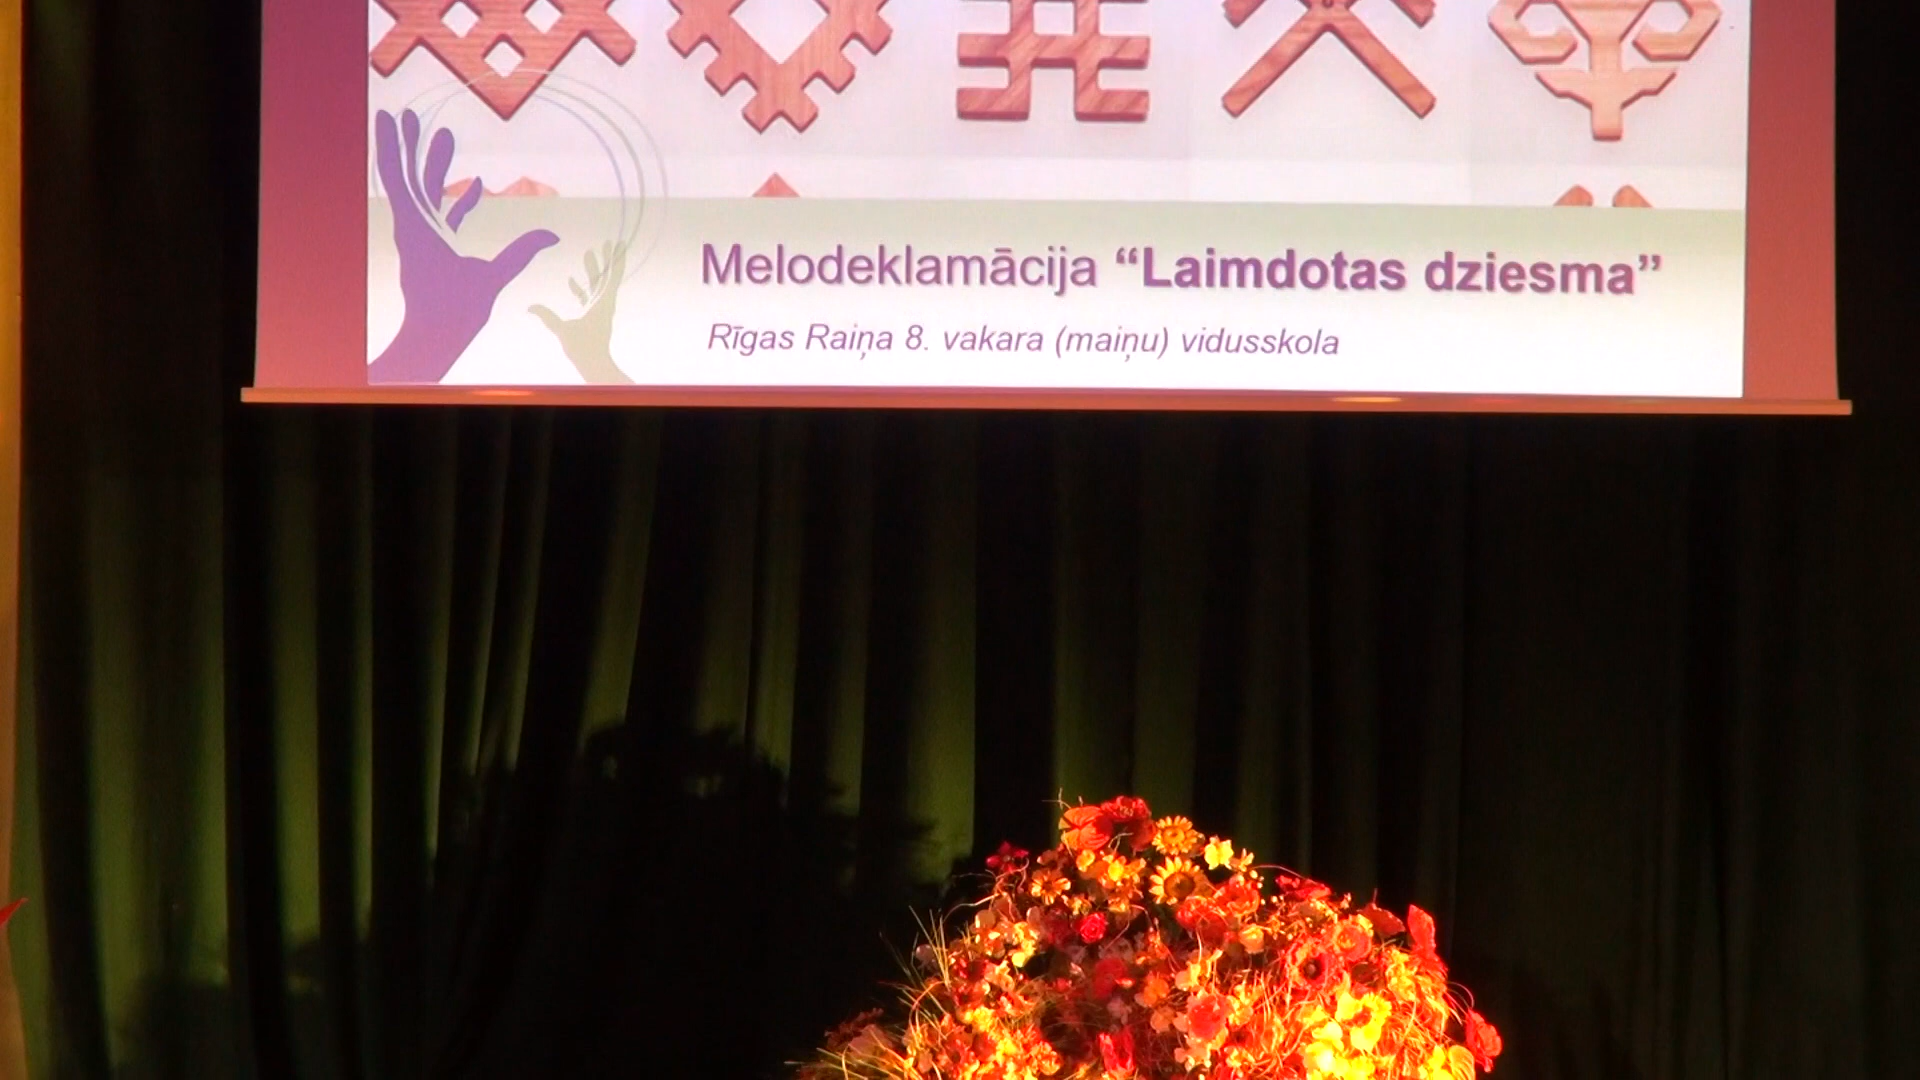 Melodeklamācija “Laimdotas dziesma”
Rīgas Raiņa 8. vakara (maiņu) vidusskola